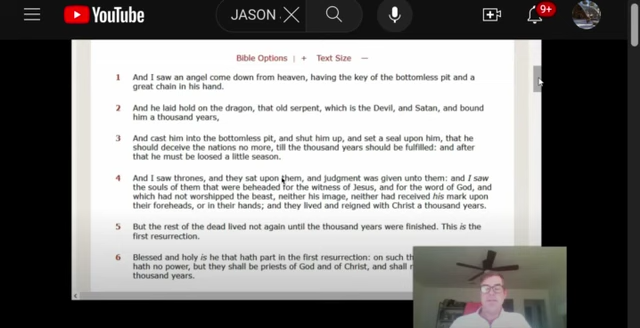 YouTube JASON 9+
Bible Options | + Text Size —
1 And I saw an angel come down from heaven, having the key of the bottomless pit and a
great chain in his hand.
2 And he laid hold on the dragon, that old serpent, which is the Devil, and Satan, and bound
him a thousand years,
3 And cast him into the bottomless pit, and shut him up, and set a seal upon him, that he
should deceive the nations no more, till the thousand years should be fulfilled: and after
that he must be loosed a little season.
4 And I saw thrones, and they sat upon them, and judgment was given unto them: and I saw
the souls of them that were beheaded for the witness of Jesus, and for the word of God, and
which had not worshipped the beast, neither his image, neither had received his mark upon
their foreheads, or in their hands; and they lived and reigned with Christ a thousand years.
5 But the rest of the dead lived not again until the thousand years were finished. This is the
first resurrection.
6 Blessed and holy is he that hath part in the first resurrection: on such
hath no power, but they shall be priests of God and of Christ, and shall
thousand years.